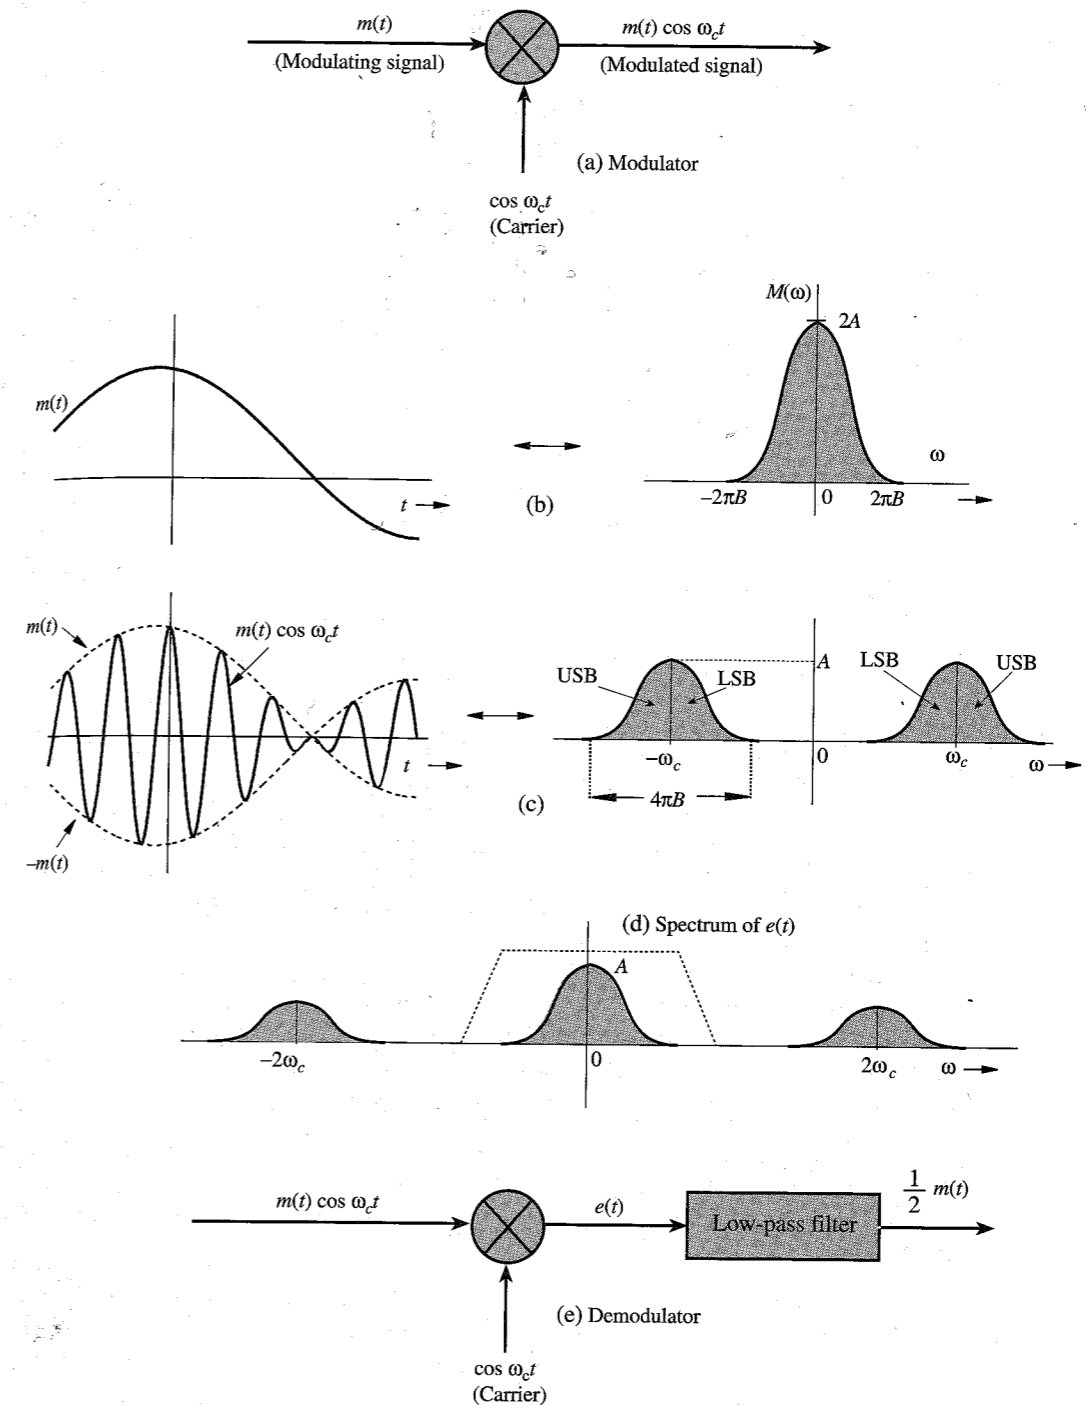 m(t)
(Modulating signal)
m(t) cos ω_c t
(Modulated signal)
(a) Modulator
cos ω_c t
(Carrier)
m(t)
t
(b)
M(ω)
2A
ω
−2πB
0
2πB
m(t)
m(t) cos ω_c t
t
−m(t)
(c)
USB
LSB
A
LSB
USB
−ω_c
0
ω_c
ω
4πB
(d) Spectrum of e(t)
A
−2ω_c
0
2ω_c
ω
m(t) cos ω_c t
e(t)
Low-pass filter
1/2 m(t)
(e) Demodulator
cos ω_c t
(Carrier)